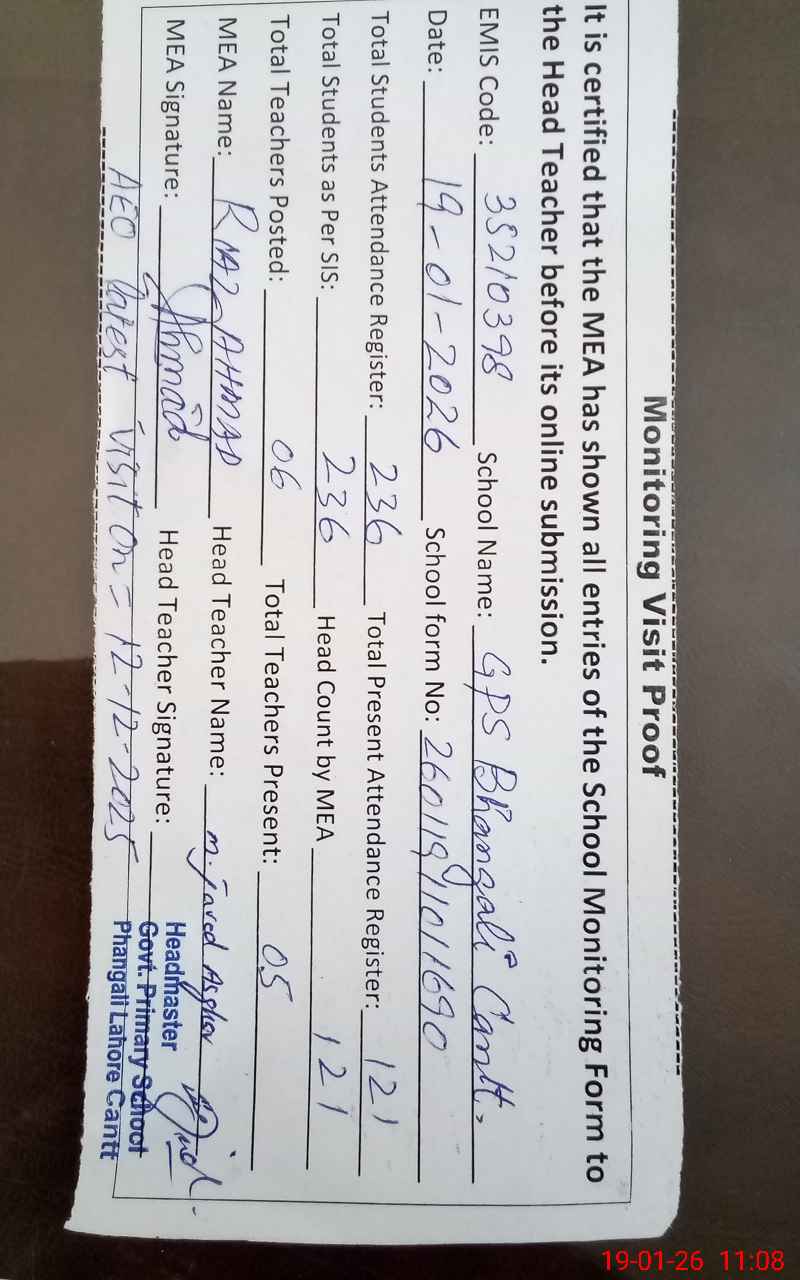 Monitoring Visit Proof
It is certified that the MEA has shown all entries of the School Monitoring Form to
the Head Teacher before its online submission.
EMIS Code: 35210398 School Name: GPS Bhangali Cantt,
Date: 19-01-2026 School form No: 26011911011690
Total Students Attendance Register: 236 Total Present Attendance Register: 121
Total Students as Per SIS: 236 Head Count by MEA 121
Total Teachers Posted: 06 Total Teachers Present: 05
MEA Name: RIAZ AHMAD Head Teacher Name: M. Javed Asghar
MEA Signature: Ahmad Head Teacher Signature:
Headmaster
Govt. Primary School
Phangali Lahore Cantt
AEO latest visit on = 12-12-2025
19-01-26 11:08